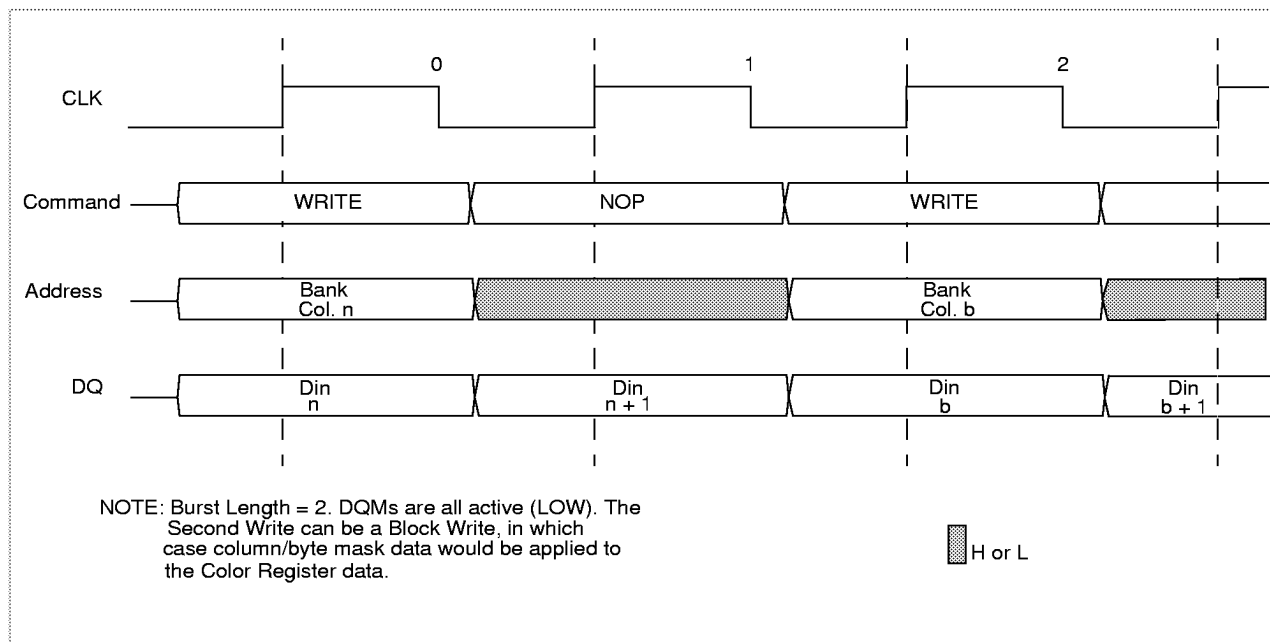 0 1 2
CLK
Command WRITE NOP WRITE
Address Bank Bank
Col. n Col. b
DQ Din Din Din Din
n n + 1 b b + 1
NOTE: Burst Length = 2. DQMs are all active (LOW). The
Second Write can be a Block Write, in which
case column/byte mask data would be applied to
the Color Register data.
H or L